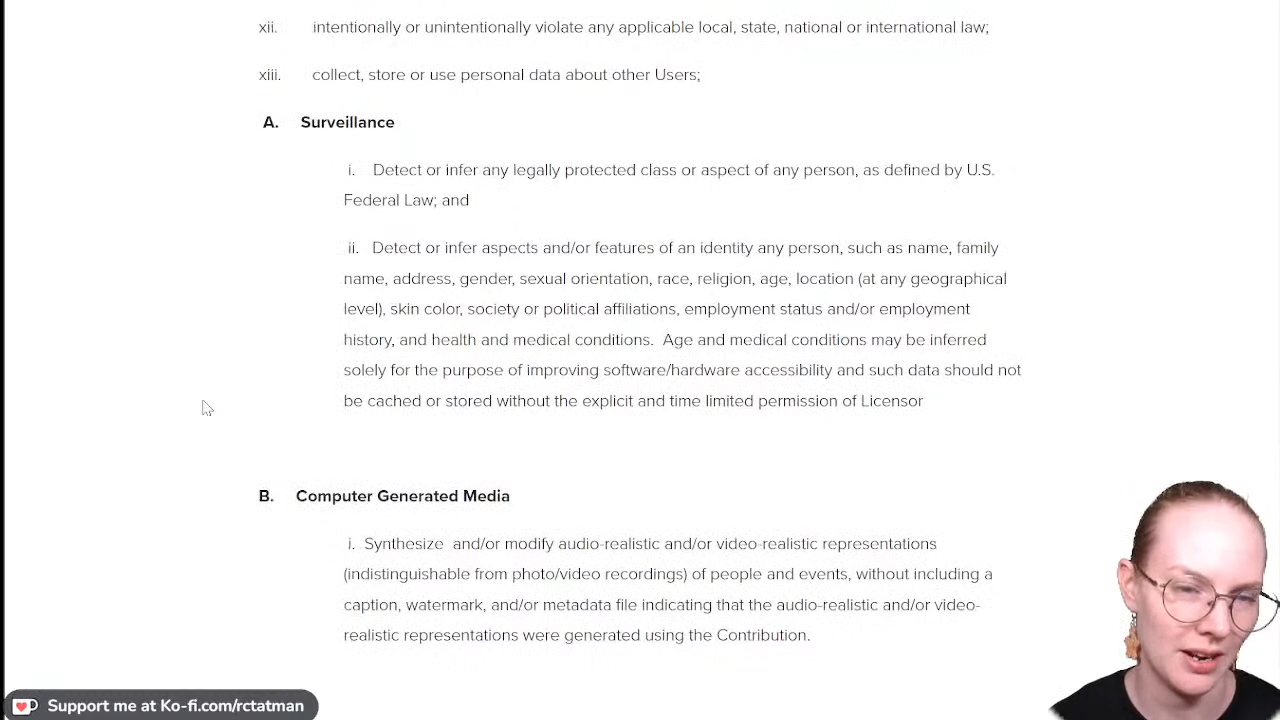 xii. intentionally or unintentionally violate any applicable local, state, national or international law;
xiii. collect, store or use personal data about other Users;
A. Surveillance
i. Detect or infer any legally protected class or aspect of any person, as defined by U.S.
Federal Law; and
ii. Detect or infer aspects and/or features of an identity any person, such as name, family
name, address, gender, sexual orientation, race, religion, age, location (at any geographical
level), skin color, society or political affiliations, employment status and/or employment
history, and health and medical conditions. Age and medical conditions may be inferred
solely for the purpose of improving software/hardware accessibility and such data should not
be cached or stored without the explicit and time limited permission of Licensor
B. Computer Generated Media
i. Synthesize and/or modify audio-realistic and/or video-realistic representations
(indistinguishable from photo/video recordings) of people and events, without including a
caption, watermark, and/or metadata file indicating that the audio-realistic and/or video-
realistic representations were generated using the Contribution.
Support me at Ko-fi.com/rctatman